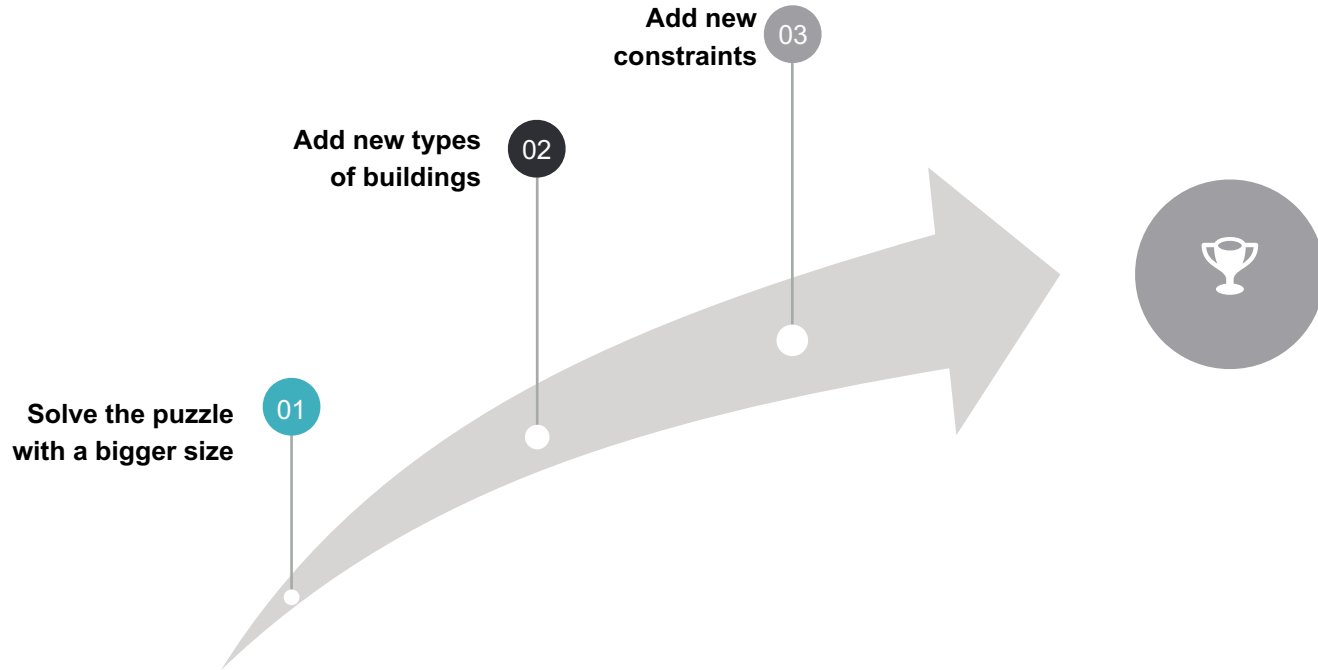 Add new
constraints
03
Add new types
of buildings
02
Solve the puzzle
with a bigger size
01